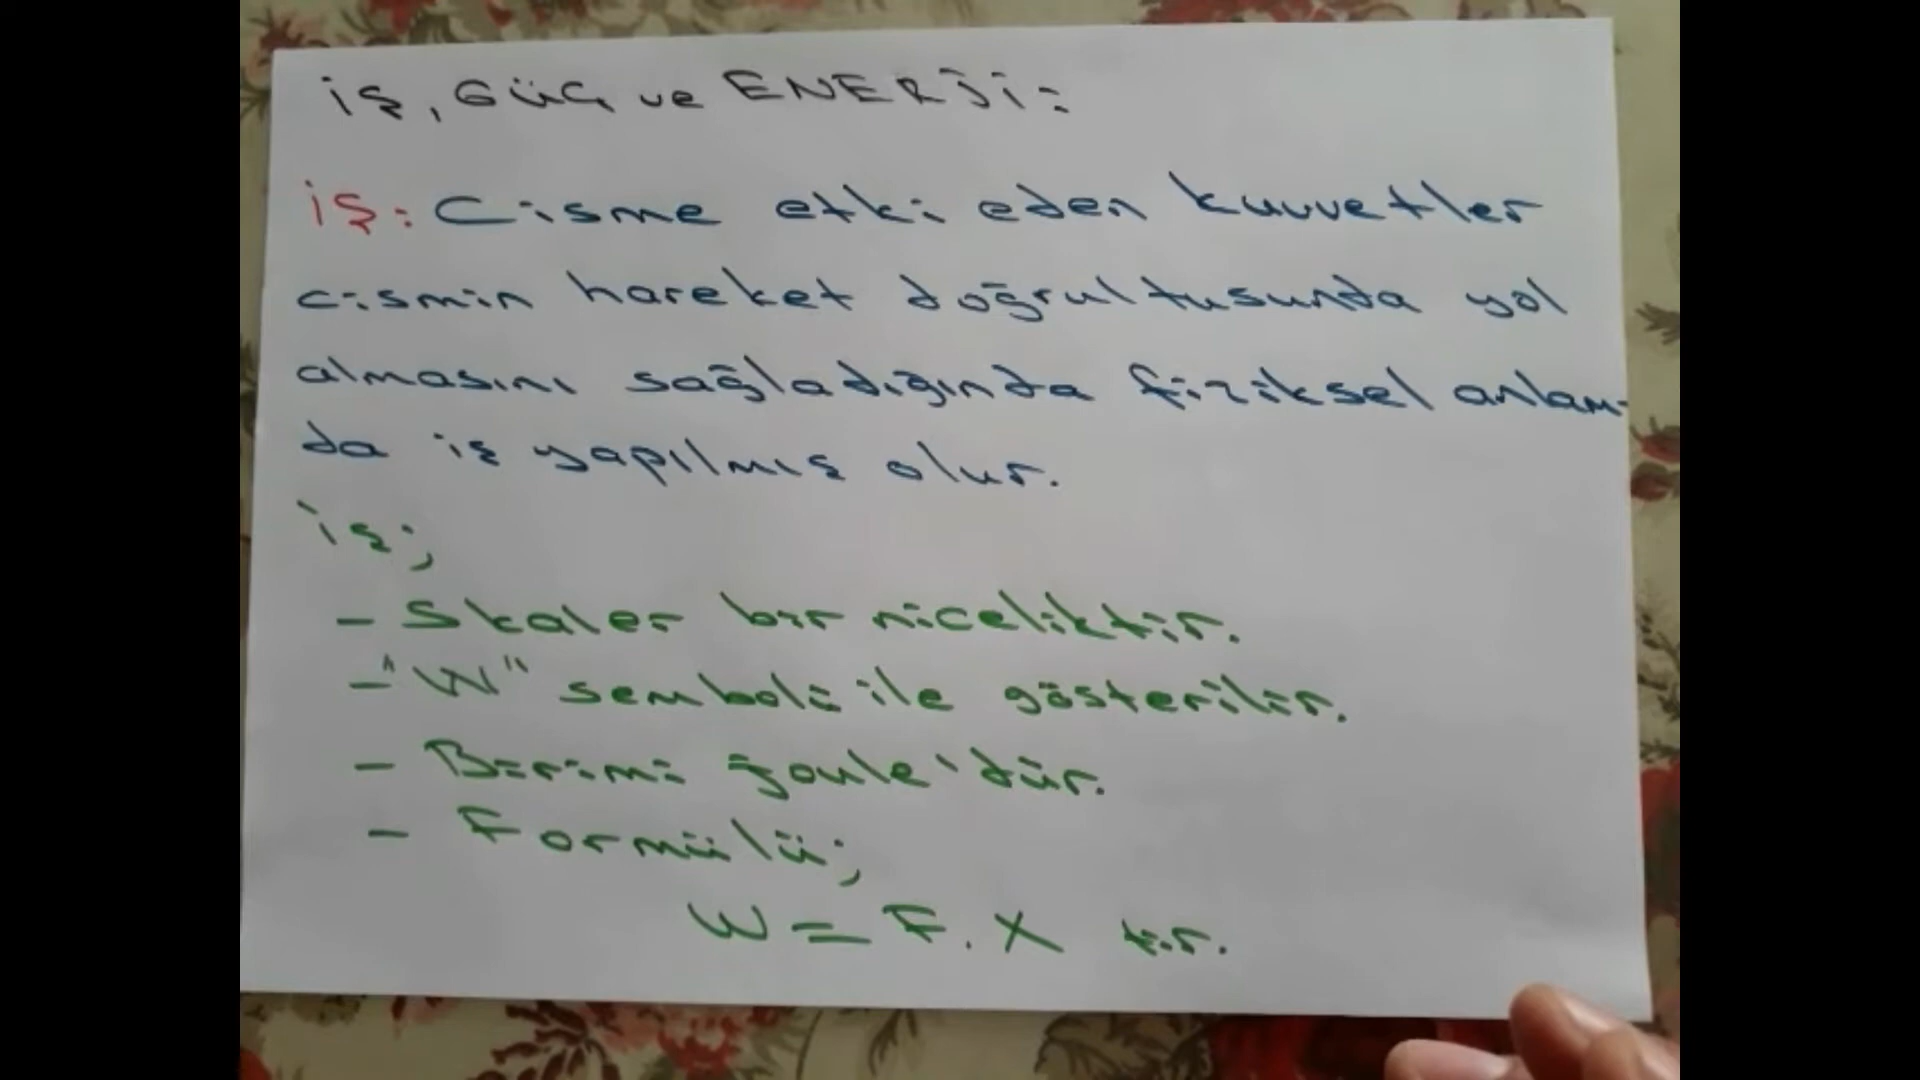 İŞ, GÜÇ ve ENERJİ:
İŞ: Cisme etki eden kuvvetler
cismin hareket doğrultusunda yol
almasını sağladığında fiziksel anlam-
da iş yapılmış olur.
iş;
- Skaler bir niceliktir.
- "W" sembolü ile gösterilir.
- Birimi joule'dür.
- Formülü;
W = F . X tir.